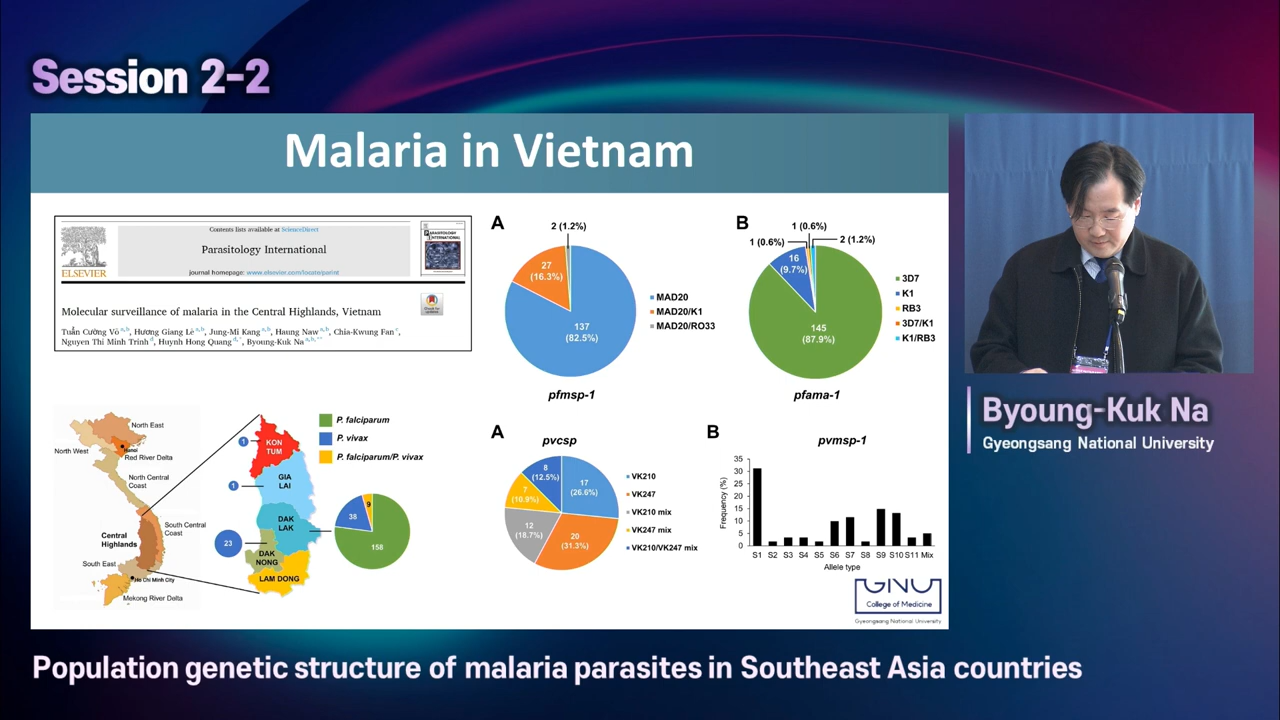 Session 2-2
Malaria in Vietnam
Contents lists available at ScienceDirect
Parasitology International
journal homepage: www.elsevier.com/locate/parint
ELSEVIER
PARASITOLOGY
INTERNATIONAL
Check for
updates
Molecular surveillance of malaria in the Central Highlands, Vietnam
Tuấn Cường Võ a,b, Hương Giang Lê a,b, Jung-Mi Kang a,b, Haung Naw a,b, Chia-Kwung Fan c,
Nguyen Thi Minh Trinh d, Huynh Hong Quang d,*, Byoung-Kuk Na a,b,**
A
2 (1.2%)
27
(16.3%)
137
(82.5%)
MAD20
MAD20/K1
MAD20/RO33
pfmsp-1
B
1 (0.6%)
1 (0.6%)
2 (1.2%)
16
(9.7%)
145
(87.9%)
3D7
K1
RB3
3D7/K1
K1/RB3
pfama-1
North East
North West
Hanoi
Red River Delta
North Central
Coast
South Central
Coast
Central
Highlands
South East
Ho Chi Minh City
Mekong River Delta
P. falciparum
P. vivax
P. falciparum/P. vivax
1
KON
TUM
1
GIA
LAI
DAK
LAK
23
DAK
NONG
LAM DONG
9
38
158
A
pvcsp
8
(12.5%)
17
(26.6%)
7
(10.9%)
12
(18.7%)
20
(31.3%)
VK210
VK247
VK210 mix
VK247 mix
VK210/VK247 mix
B
pvmsp-1
Frequency (%)
35
30
25
20
15
10
5
0
S1 S2 S3 S4 S5 S6 S7 S8 S9 S10 S11 Mix
Allele type
GNU
College of Medicine
Gyeongsang National University
Byoung-Kuk Na
Gyeongsang National University
Population genetic structure of malaria parasites in Southeast Asia countries